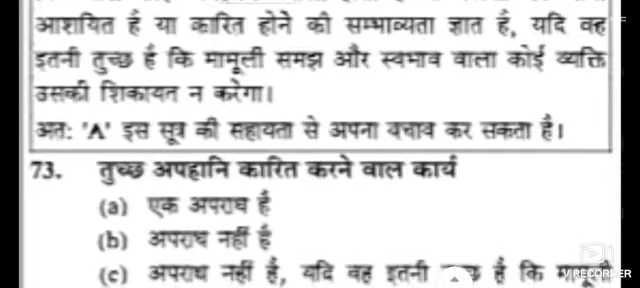 आशयित है या कारित होने की सम्भाव्यता ज्ञात है, यदि वह
इतनी तुच्छ है कि मामूली समझ और स्वभाव वाला कोई व्यक्ति
उसकी शिकायत न करेगा।
अतः 'A' इस सूत्र की सहायता से अपना बचाव कर सकता है।
73. तुच्छ अपहानि कारित करने वाल कार्य
(a) एक अपराध है
(b) अपराध नहीं है
(c) अपराध नहीं है, यदि वह इतनी है कि
V.RECORDER